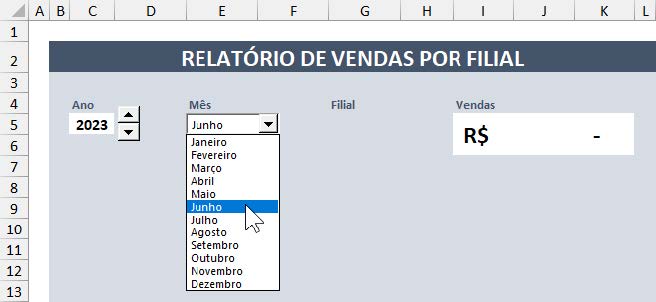 A B C D E F G H I J K L
1
2 RELATÓRIO DE VENDAS POR FILIAL
3
4 Ano Mês Filial Vendas
5 2023 Junho R$ -
6 Janeiro
Fevereiro
7 Março
8 Abril
Maio
9 Junho
Julho
10 Agosto
11 Setembro
12 Outubro
Novembro
13 Dezembro